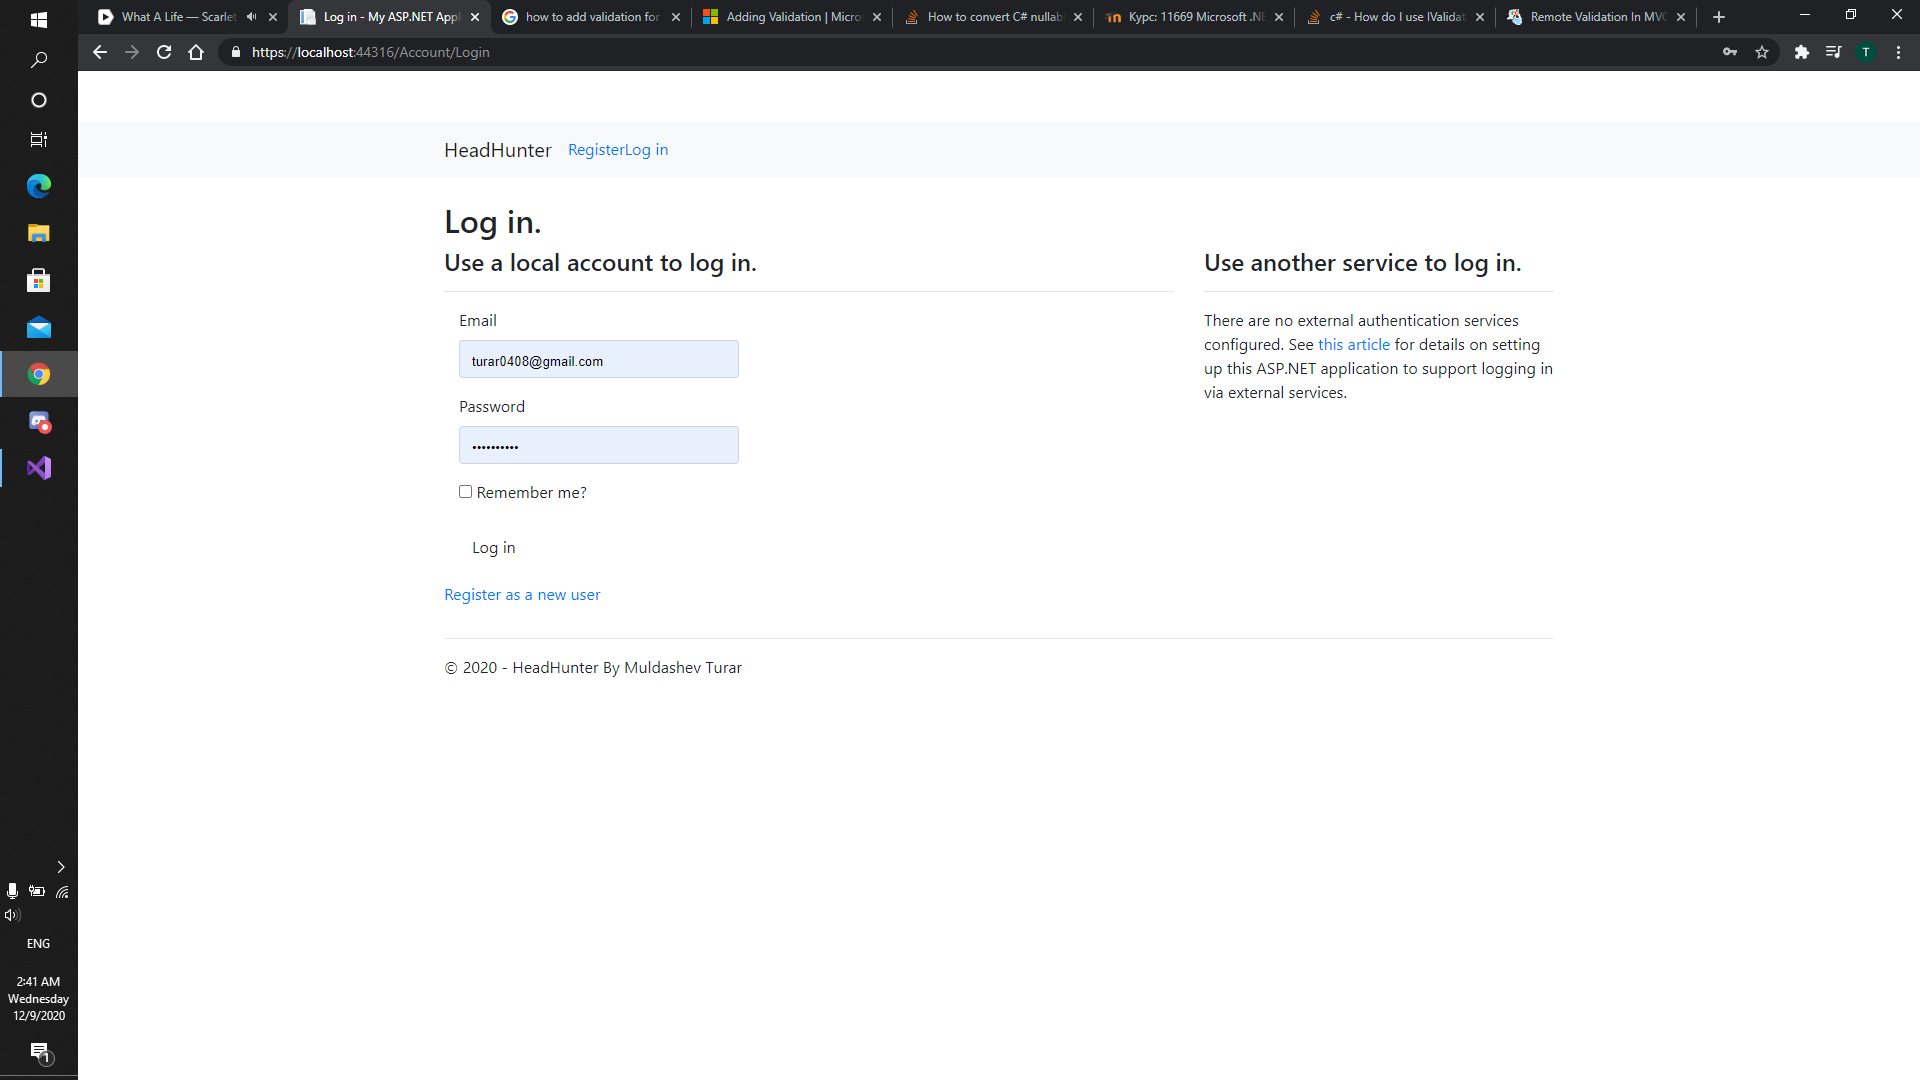 What A Life — Scarlet
Log in - My ASP.NET Appl
how to add validation for
Adding Validation | Micros
How to convert C# nullabl
Курс: 11669 Microsoft .NE
c# - How do I use IValidat
Remote Validation In MVC
https://localhost:44316/Account/Login
T
HeadHunter
RegisterLog in
Log in.
Use a local account to log in.
Email
turar0408@gmail.com
Password
Remember me?
Log in
Register as a new user
Use another service to log in.
There are no external authentication services
configured. See this article for details on setting
up this ASP.NET application to support logging in
via external services.
© 2020 - HeadHunter By Muldashev Turar
ENG
2:41 AM
Wednesday
12/9/2020
1